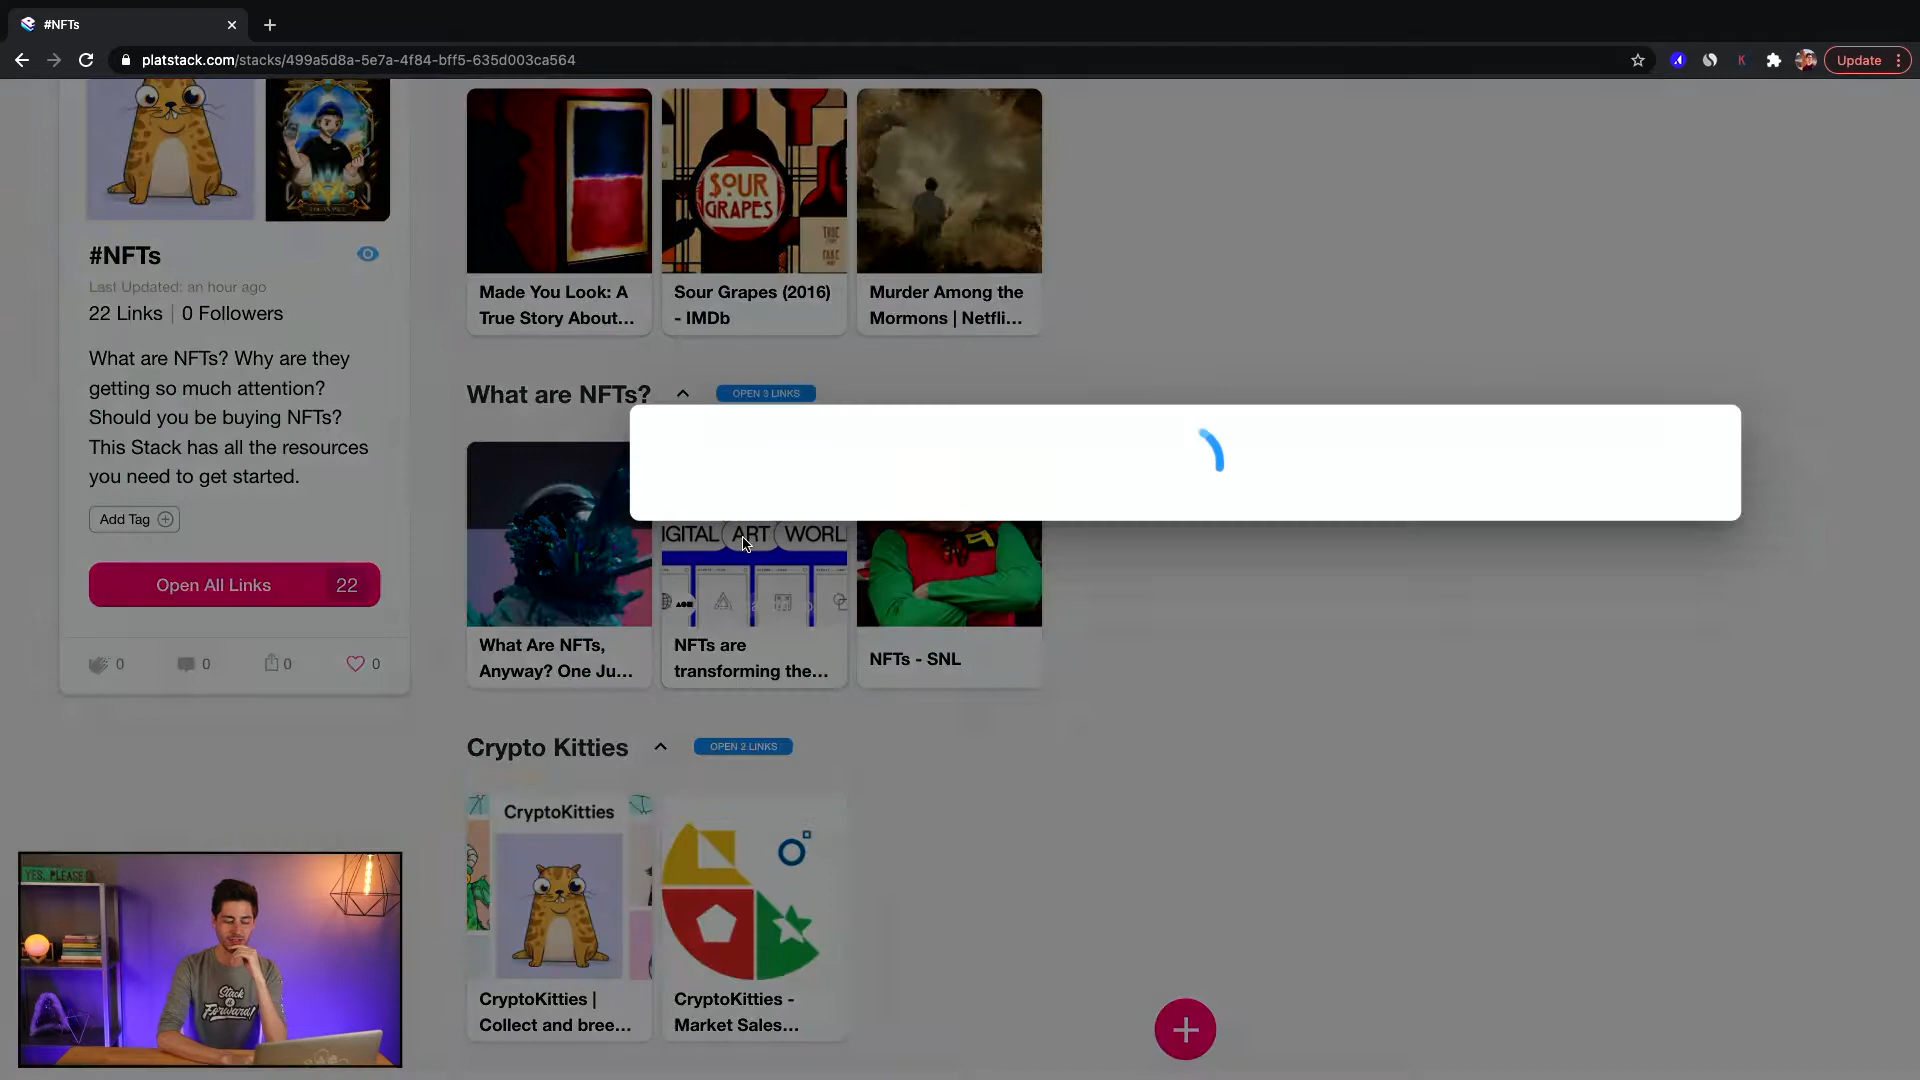 #NFTs
platstack.com/stacks/499a5d8a-5e7a-4f84-bff5-635d003ca564
K
Update
#NFTs
Last Updated: an hour ago
22 Links | 0 Followers
What are NFTs? Why are they
getting so much attention?
Should you be buying NFTs?
This Stack has all the resources
you need to get started.
Add Tag
Open All Links 22
0 0 0 0
SOUR
GRAPES
Made You Look: A
True Story About...
Sour Grapes (2016)
- IMDb
Murder Among the
Mormons | Netfli...
What are NFTs?
OPEN 3 LINKS
IGITAL ART WORL
What Are NFTs,
Anyway? One Ju...
NFTs are
transforming the...
NFTs - SNL
Crypto Kitties
OPEN 2 LINKS
CryptoKitties
CryptoKitties |
Collect and bree...
CryptoKitties -
Market Sales...
YES, PLEASE
Stack
it
Forward!